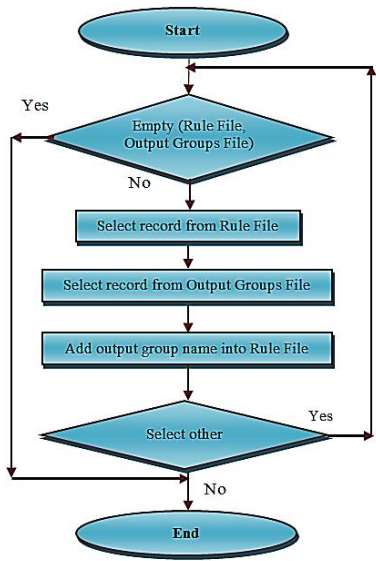 Start
Yes
Empty (Rule File,
Output Groups File)
No
Select record from Rule File
Select record from Output Groups File
Add output group name into Rule File
Select other
Yes
No
End